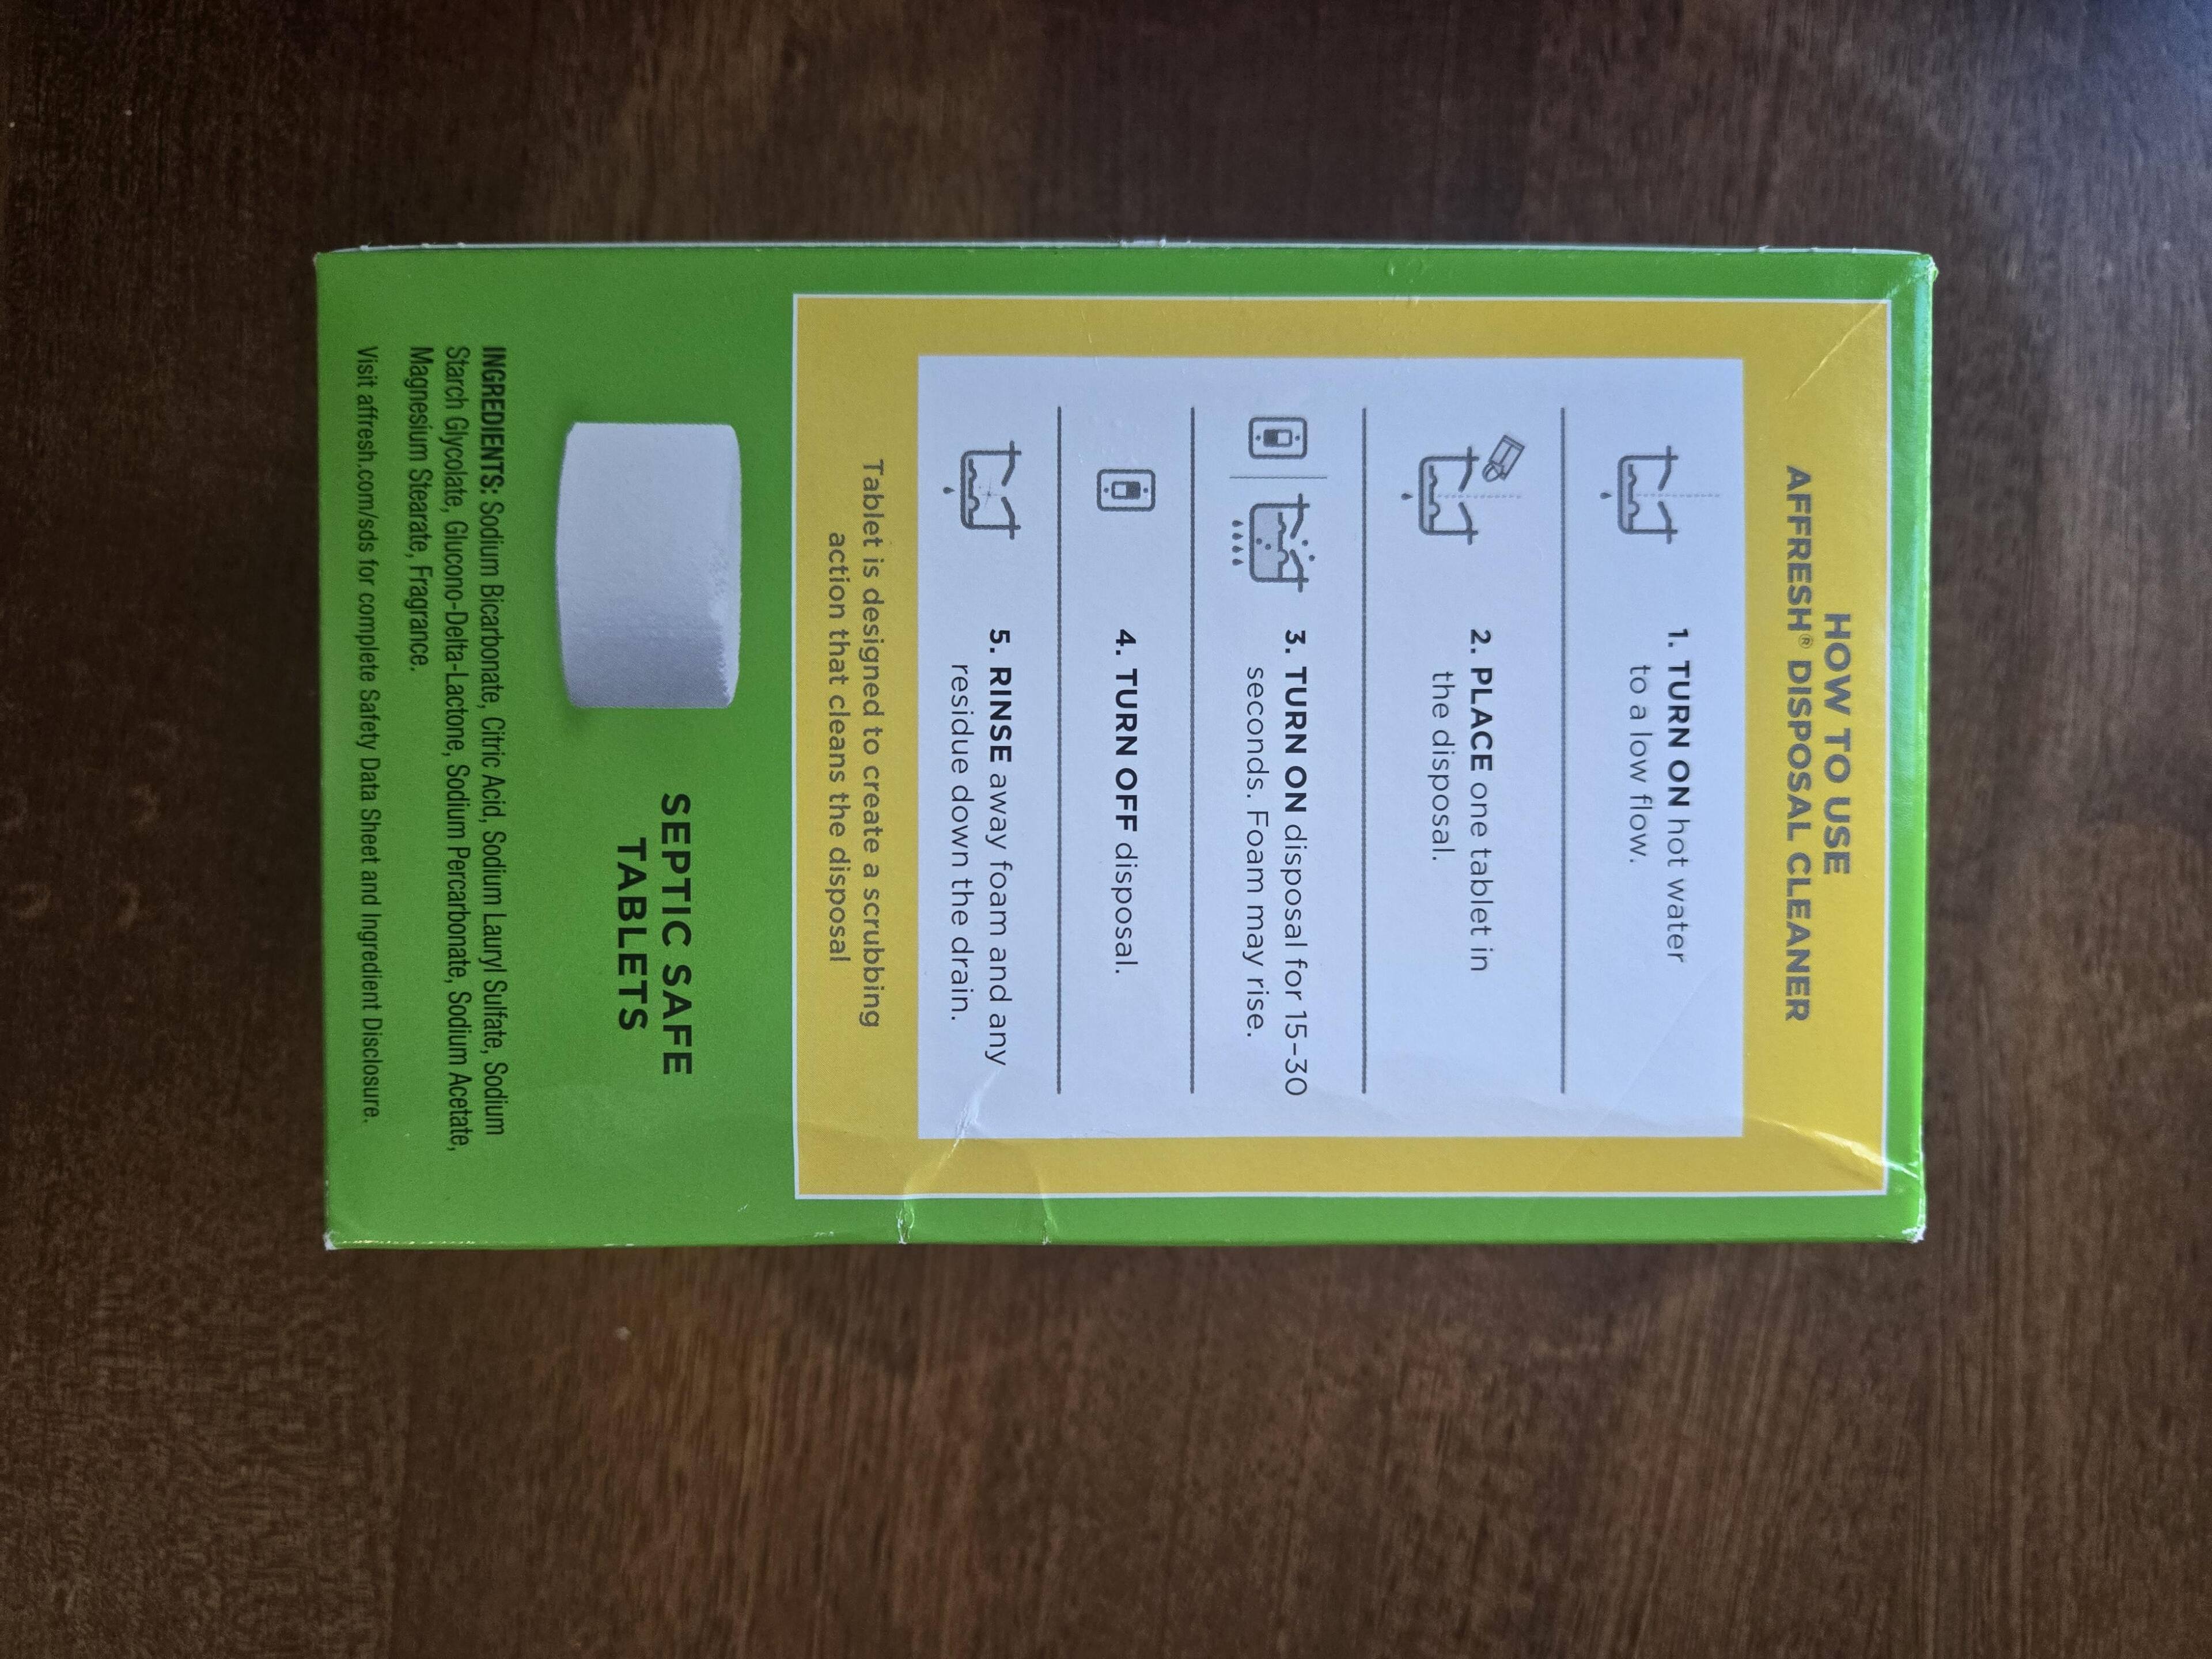 HOW TO USE
AFFRESH® DISPOSAL CLEANER
1. TURN ON hot water
to a low flow.
2. PLACE one tablet in
the disposal.
3. TURN ON disposal for 15–30
seconds. Foam may rise.
4. TURN OFF disposal.
5. RINSE away foam and any
residue down the drain.
Tablet is designed to create a scrubbing
action that cleans the disposal
SEPTIC SAFE
TABLETS
INGREDIENTS: Sodium Bicarbonate, Citric Acid, Sodium Lauryl Sulfate, Sodium
Starch Glycolate, Glucono-Delta-Lactone, Sodium Percarbonate, Sodium Acetate,
Magnesium Stearate, Fragrance.
Visit affresh.com/sds for complete Safety Data Sheet and Ingredient Disclosure.